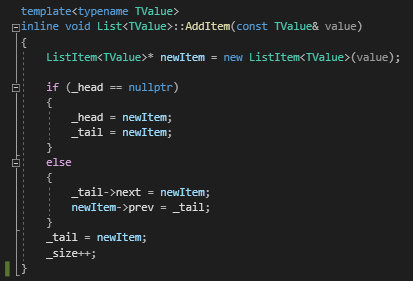 template<typename TValue>
inline void List<TValue>::AddItem(const TValue& value)
{
    ListItem<TValue>* newItem = new ListItem<TValue>(value);
    if (_head == nullptr)
    {
        _head = newItem;
        _tail = newItem;
    }
    else
    {
        _tail->next = newItem;
        newItem->prev = _tail;
    }
    _tail = newItem;
    _size++;
}